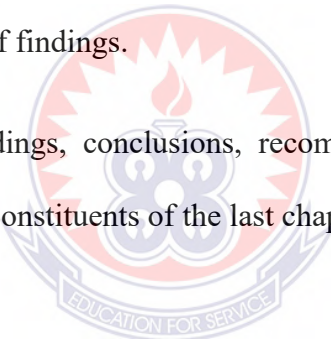 f findings.
dings, conclusions, recom
onstituents of the last chap
EDUCATION FOR SERVICE